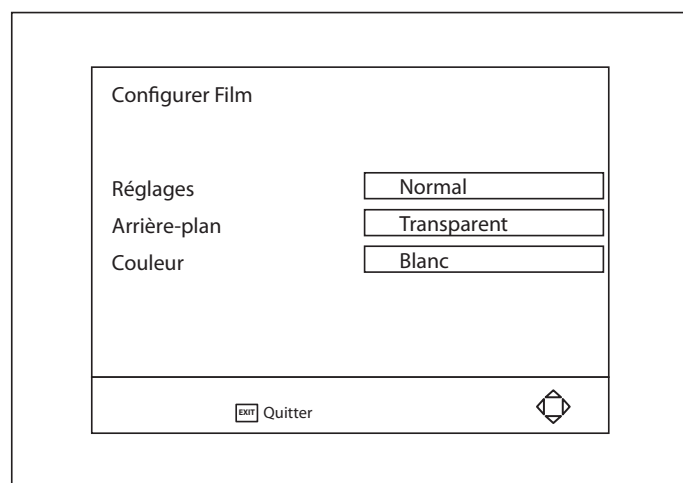 Configurer Film
Réglages Normal
Arrière-plan Transparent
Couleur Blanc
EXIT Quitter